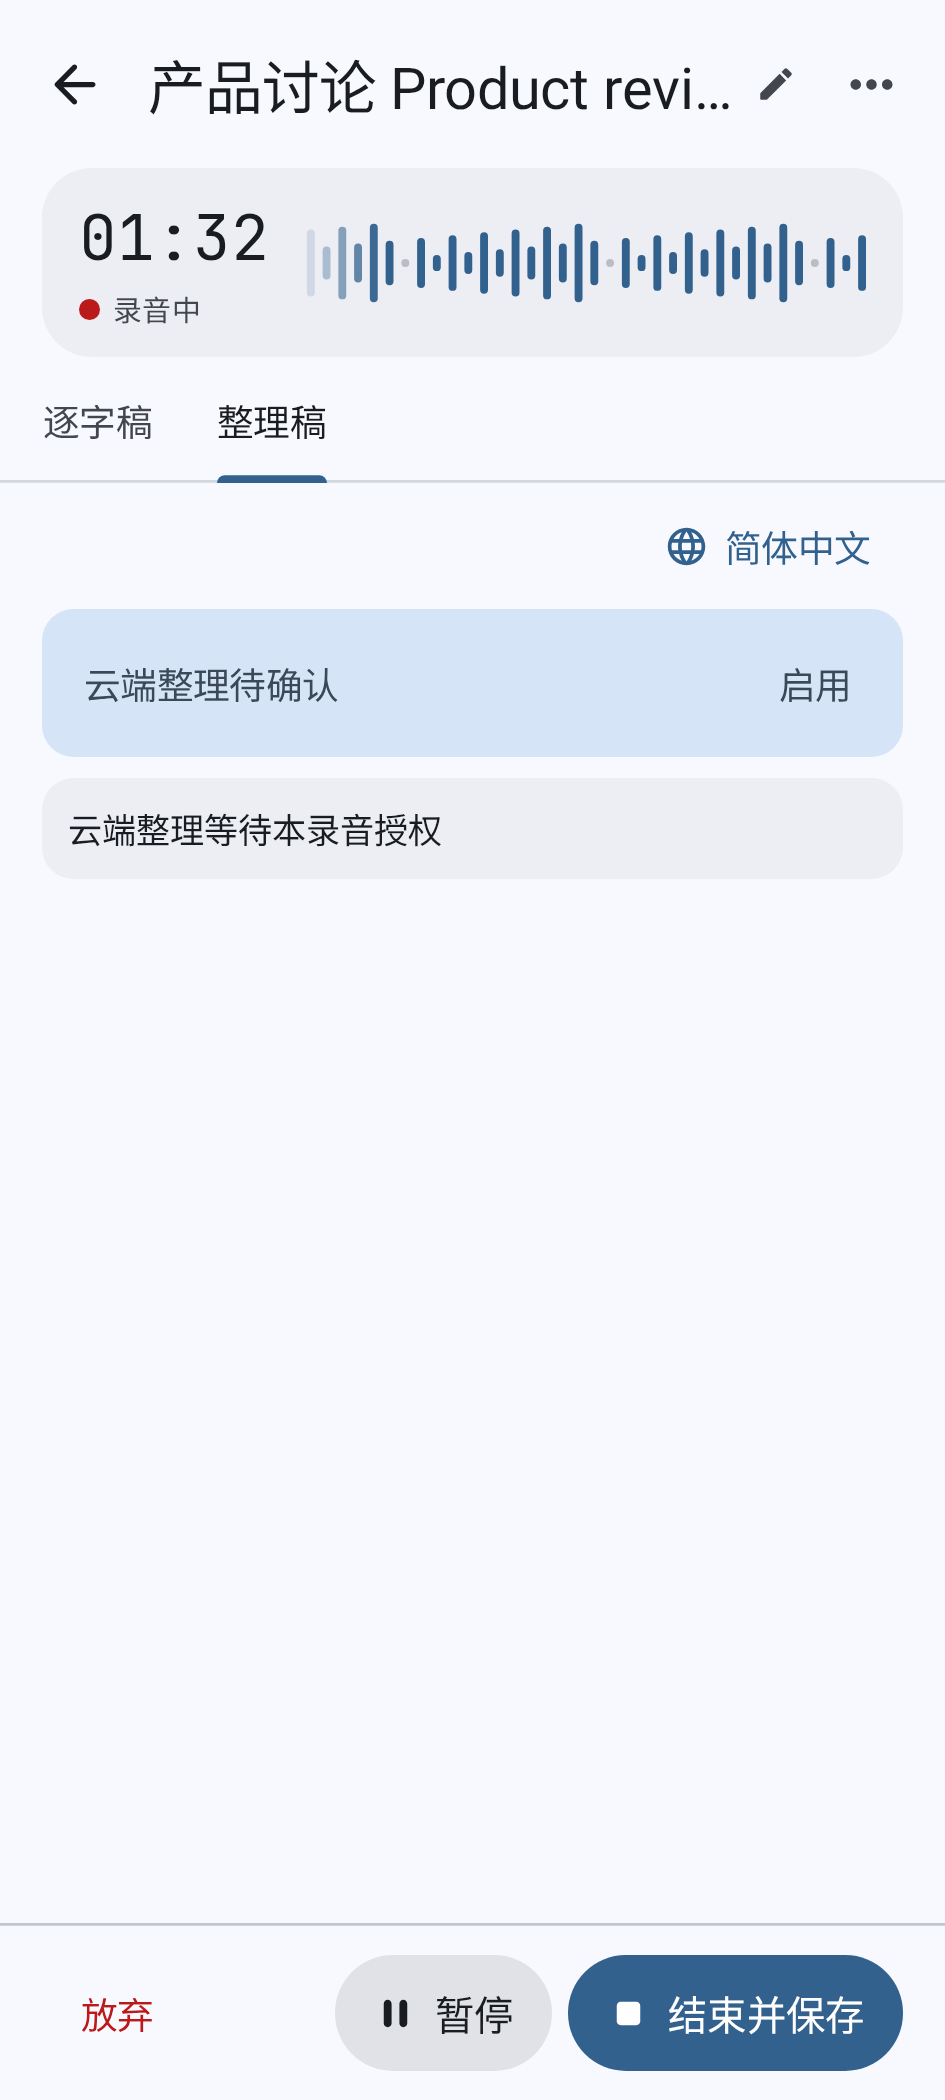 产品讨论 Product revi...
01:32
录音中
逐字稿 整理稿
简体中文
云端整理待确认 启用
云端整理等待本录音授权
放弃 暂停 结束并保存